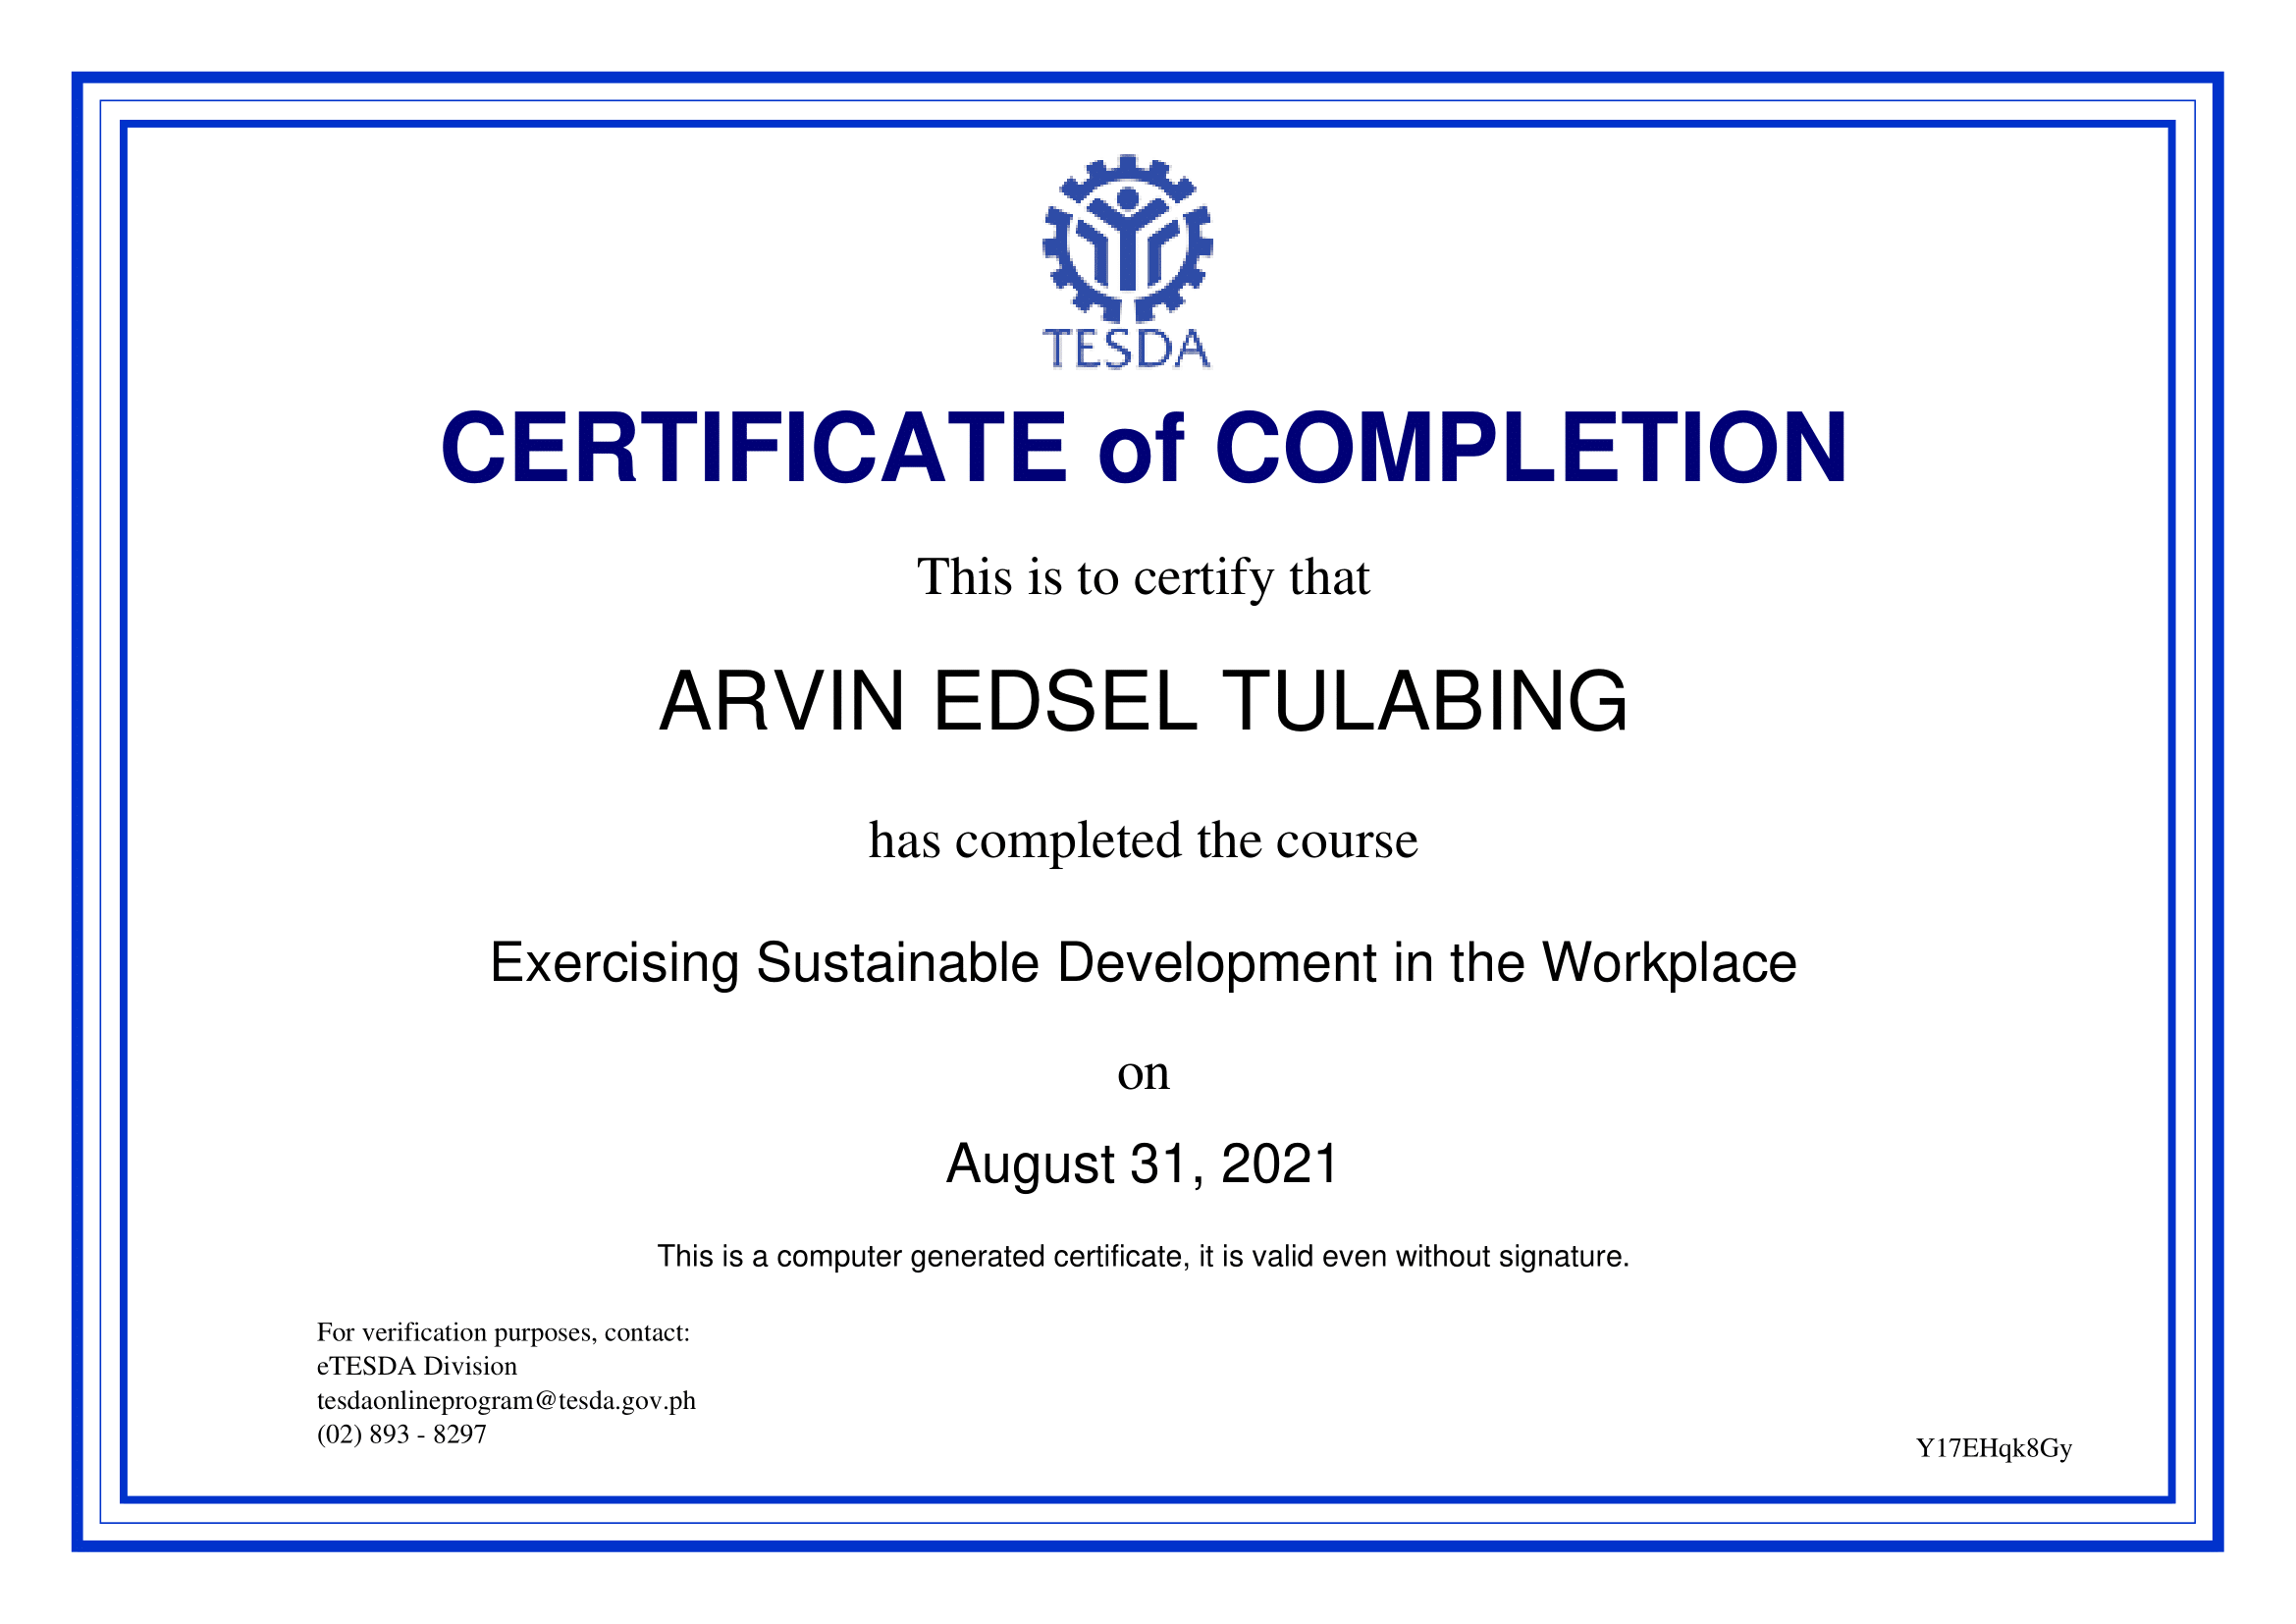 TESDA
CERTIFICATE of COMPLETION
This is to certify that
ARVIN EDSEL TULABING
has completed the course
Exercising Sustainable Development in the Workplace
on
August 31, 2021
This is a computer generated certificate, it is valid even without signature.
For verification purposes, contact:
eTESDA Division
tesdaonlineprogram@tesda.gov.ph
(02) 893 - 8297
Y17EHqk8Gy